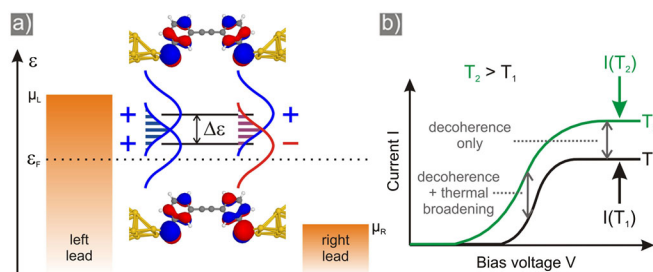 a)
ε
μL
εF
+
+
+
−
Δε
left
lead
right
lead
μR
b)
T2 > T1
I(T2)
decoherence
only
T
T
decoherence
+ thermal
broadening
I(T1)
Current I
Bias voltage V